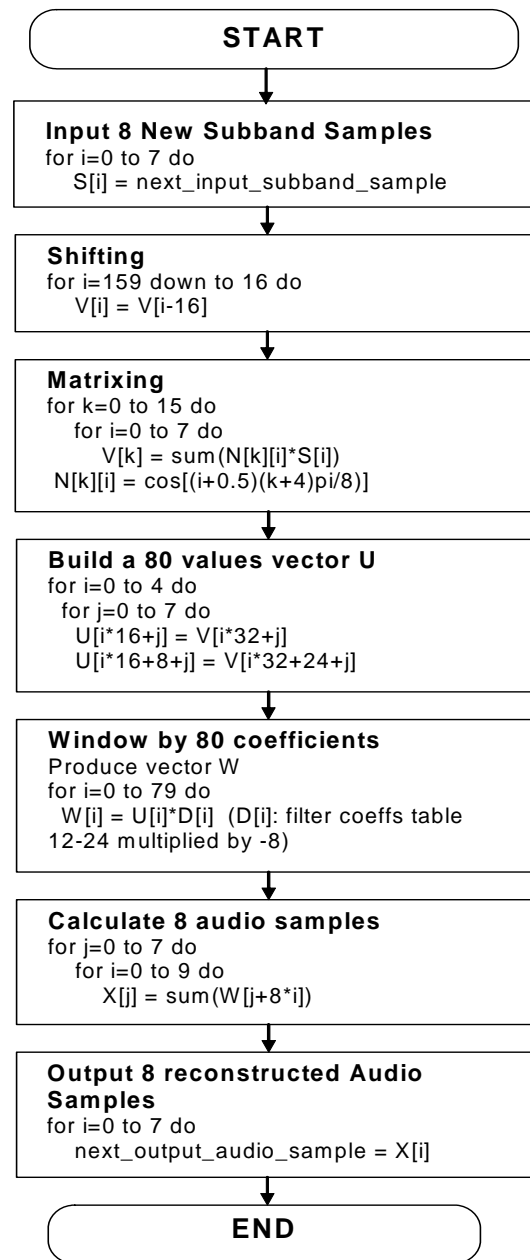 START
Input 8 New Subband Samples
for i=0 to 7 do
S[i] = next_input_subband_sample
Shifting
for i=159 down to 16 do
V[i] = V[i-16]
Matrixing
for k=0 to 15 do
for i=0 to 7 do
V[k] = sum(N[k][i]*S[i])
N[k][i] = cos[(i+0.5)(k+4)pi/8)]
Build a 80 values vector U
for i=0 to 4 do
for j=0 to 7 do
U[i*16+j] = V[i*32+j]
U[i*16+8+j] = V[i*32+24+j]
Window by 80 coefficients
Produce vector W
for i=0 to 79 do
W[i] = U[i]*D[i] (D[i]: filter coeffs table
12-24 multiplied by -8)
Calculate 8 audio samples
for j=0 to 7 do
for i=0 to 9 do
X[j] = sum(W[j+8*i])
Output 8 reconstructed Audio
Samples
for i=0 to 7 do
next_output_audio_sample = X[i]
END